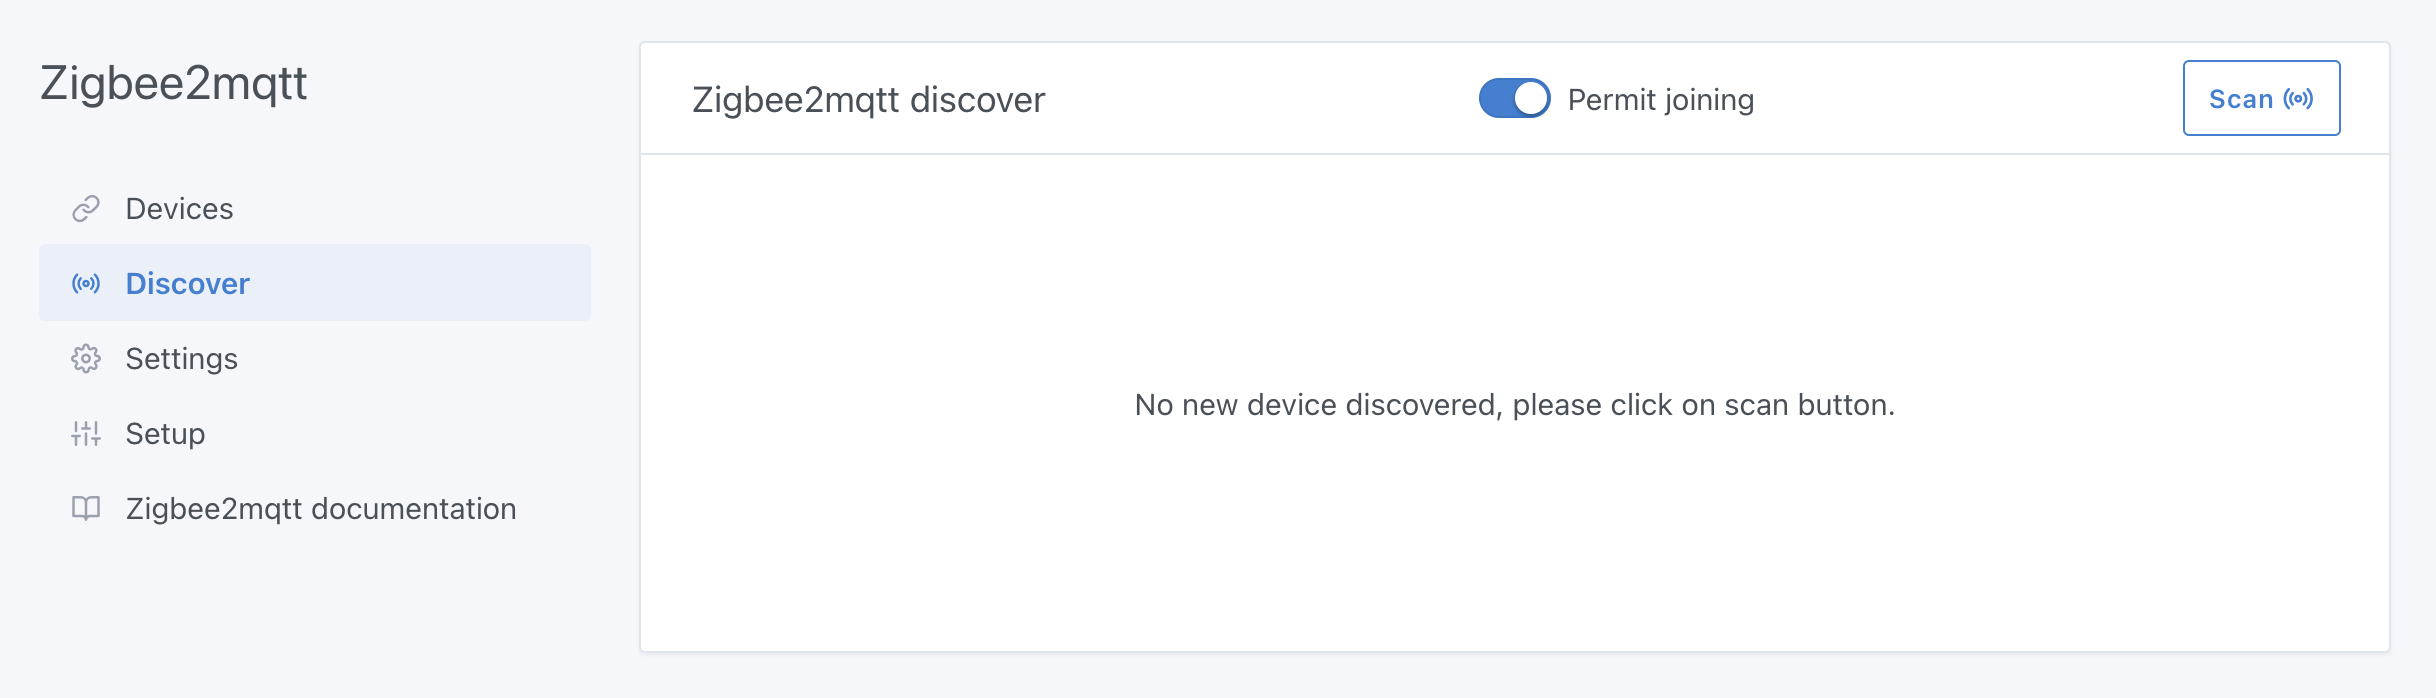 Zigbee2mqtt
Devices
Discover
Settings
Setup
Zigbee2mqtt documentation
Zigbee2mqtt discover
Permit joining
Scan
No new device discovered, please click on scan button.